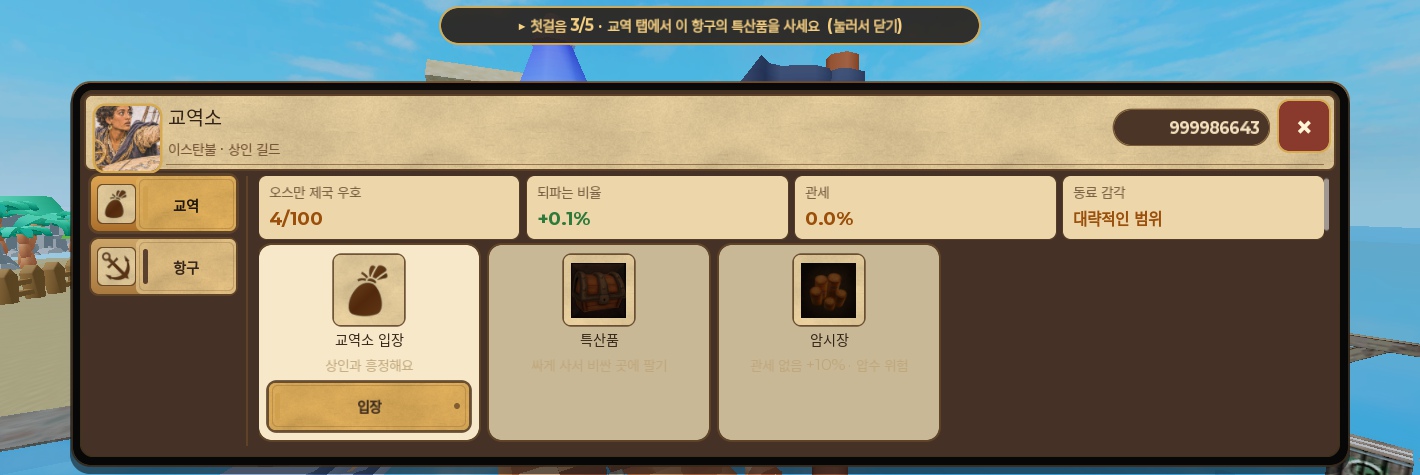 ▸ 첫걸음 3/5 · 교역 탭에서 이 항구의 특산품을 사세요 (눌러서 닫기)
교역소
이스탄불 · 상인 길드
999986643
×
교역
항구
오스만 제국 우호
4/100
되파는 비율
+0.1%
관세
0.0%
동료 감각
대략적인 범위
교역소 입장
상인과 흥정해요
입장
특산품
싸게 사서 비싼 곳에 팔기
암시장
관세 없음 +10% · 압수 위험